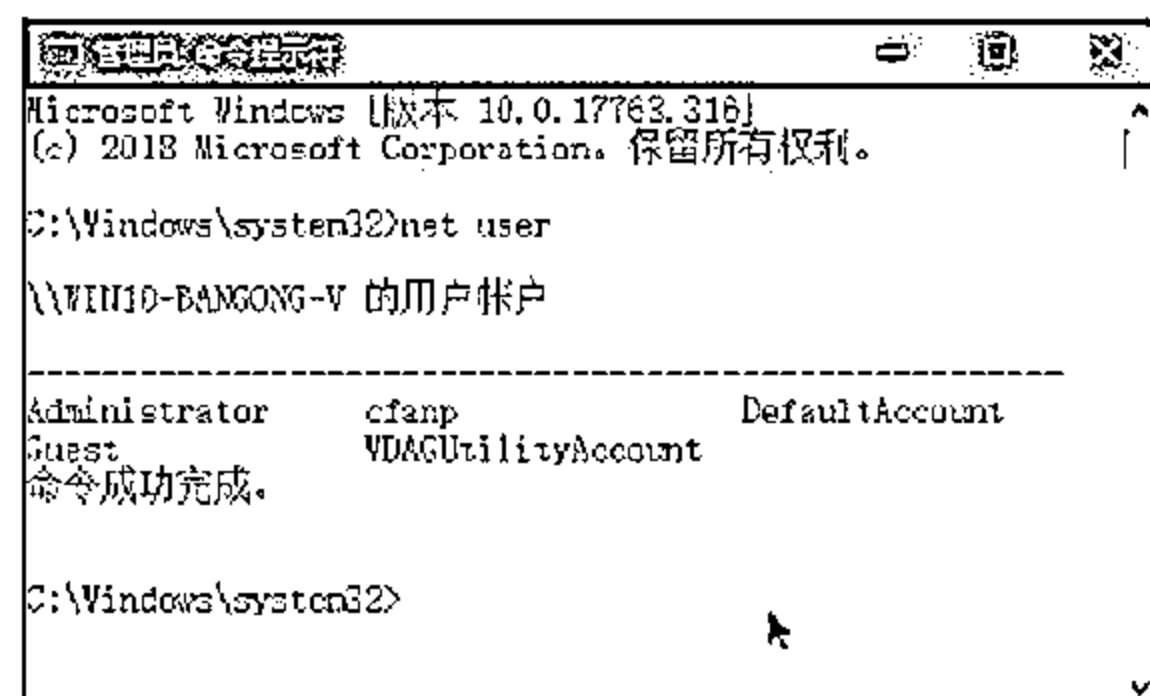 管理员: 命令提示符
Microsoft Windows [版本 10.0.17763.316]
(c) 2018 Microsoft Corporation。保留所有权利。
C:\Windows\system32>net user
\\WIN10-BANGONG-V 的用户帐户
-------------------------------------------------------
Administrator cfanp DefaultAccount
Guest WDAGUtilityAccount
命令成功完成。
C:\Windows\system32>